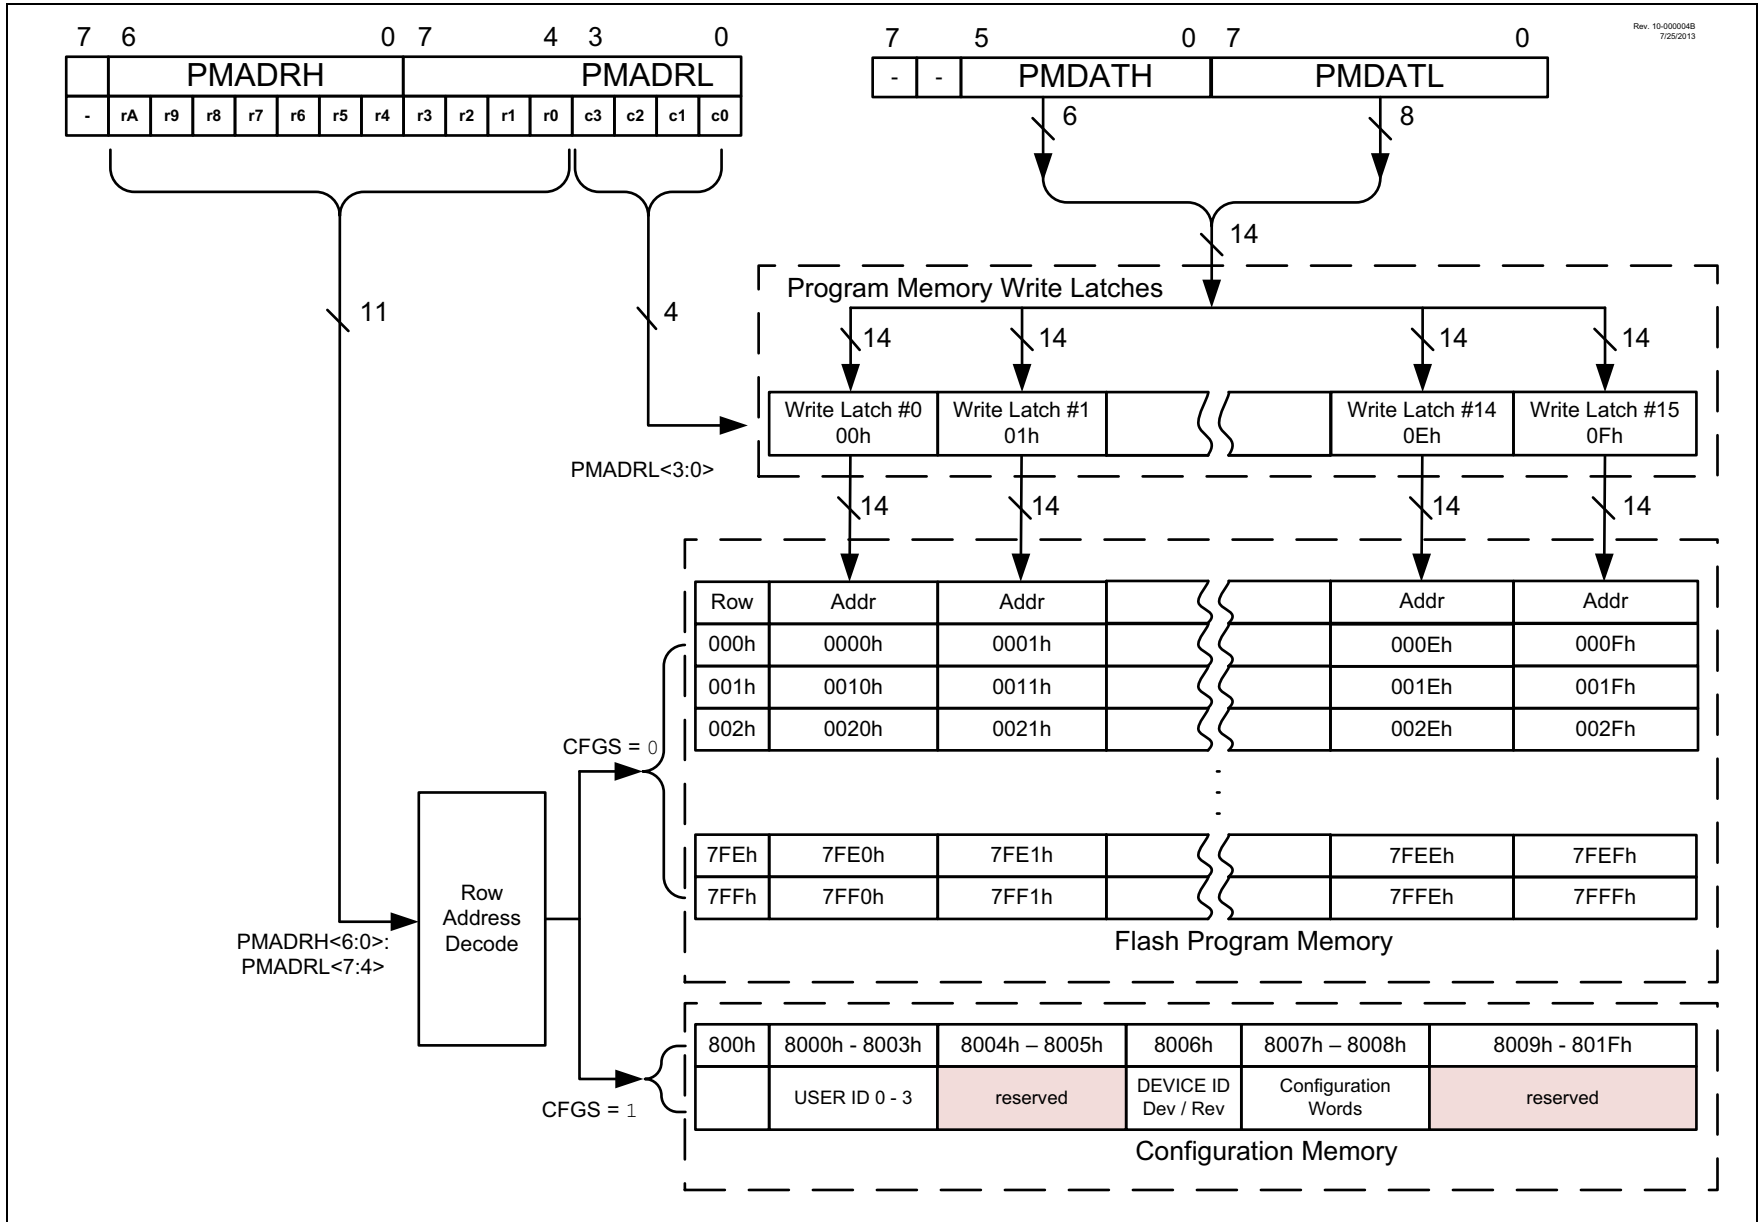 Rev. 10-000004B
7/25/2013
7 6 0 7 4 3 0
7 5 0 7 0
PMADRH PMADRL
- - PMDATH PMDATL
- rA r9 r8 r7 r6 r5 r4 r3 r2 r1 r0 c3 c2 c1 c0
6 8
14
11 4
Program Memory Write Latches
14 14 14 14
Write Latch #0 Write Latch #1 Write Latch #14 Write Latch #15
00h 01h 0Eh 0Fh
PMADRL<3:0>
14 14 14 14
Row Addr Addr Addr Addr
000h 0000h 0001h 000Eh 000Fh
001h 0010h 0011h 001Eh 001Fh
002h 0020h 0021h 002Eh 002Fh
CFGS = 0
7FEh 7FE0h 7FE1h 7FEEh 7FEFh
7FFh 7FF0h 7FF1h 7FFEh 7FFFh
Flash Program Memory
Row
Address
Decode
PMADRH<6:0>:
PMADRL<7:4>
800h 8000h - 8003h 8004h – 8005h 8006h 8007h – 8008h 8009h - 801Fh
USER ID 0 - 3 reserved DEVICE ID Configuration reserved
Dev / Rev Words
CFGS = 1
Configuration Memory